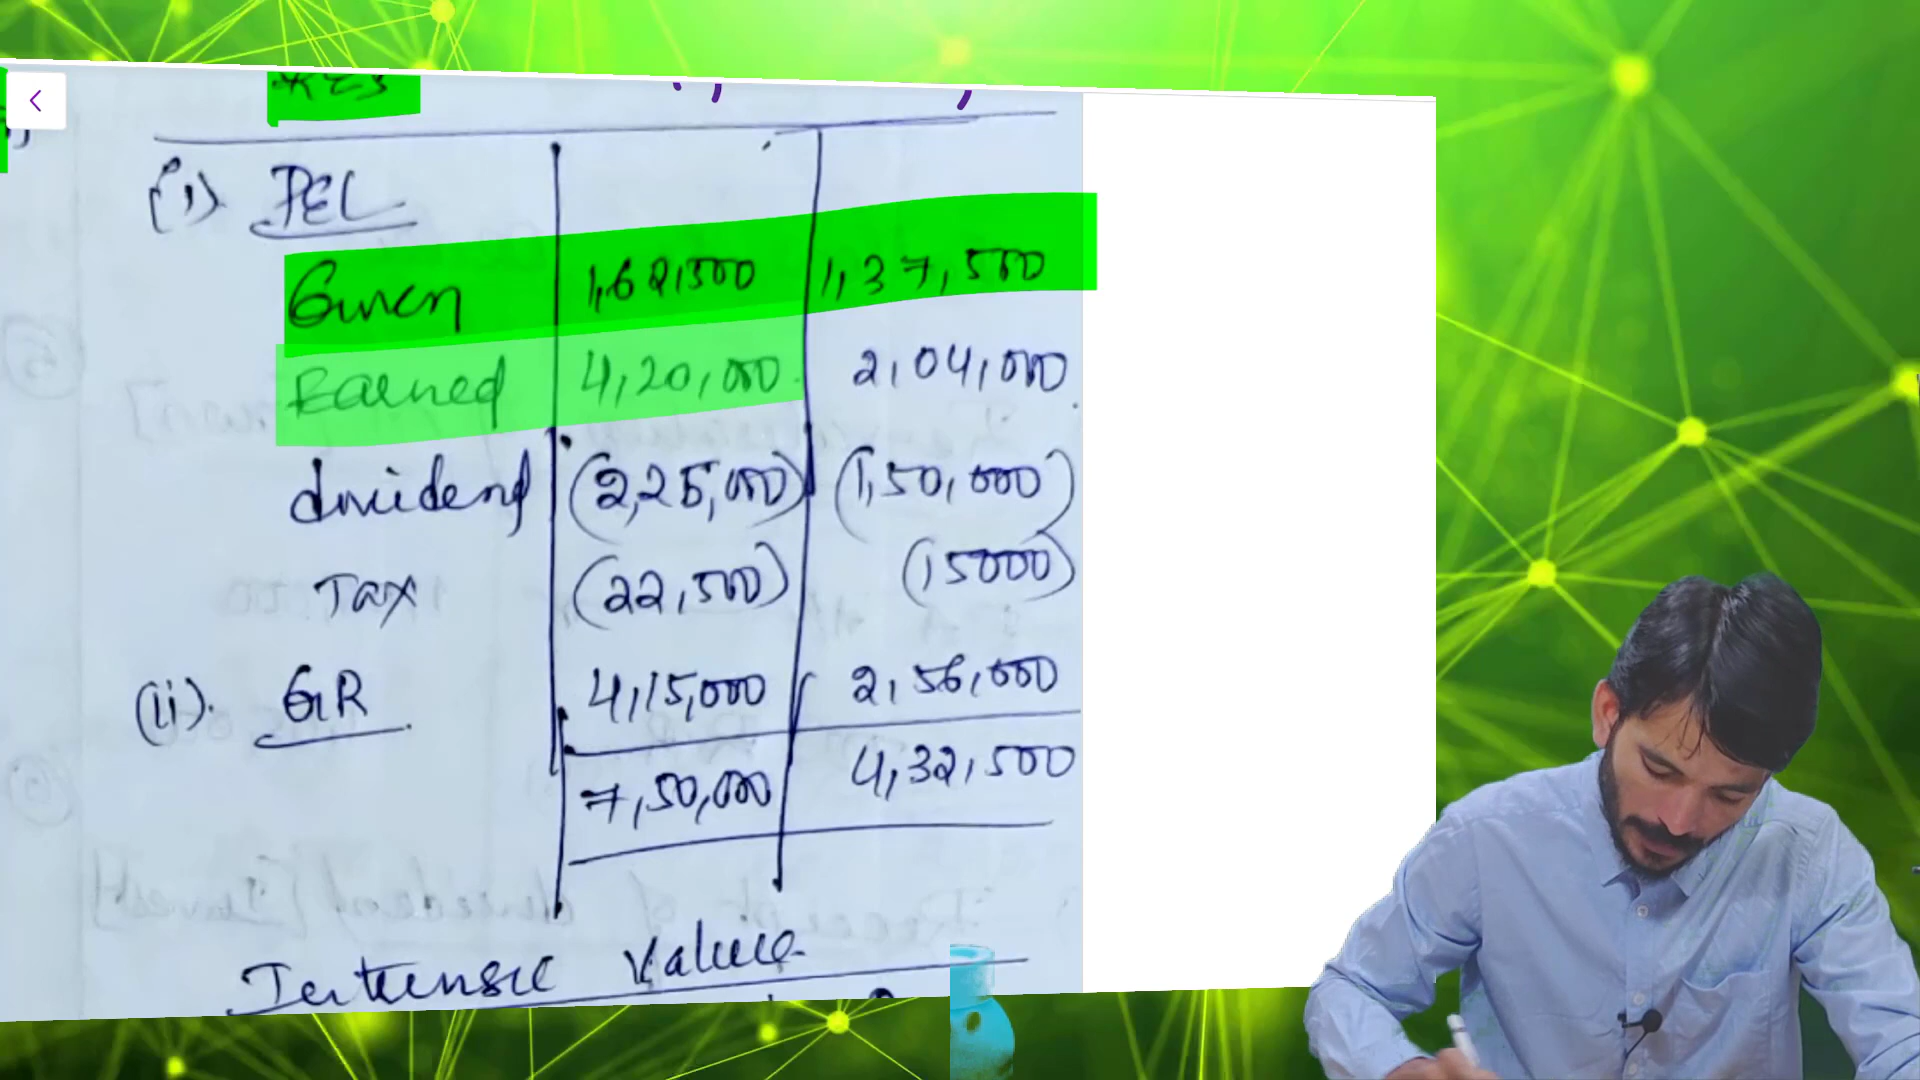 RES
(i) PEL
Given 1,62,500 1,37,500
Earned 4,20,000 2,04,000
dividend (2,25,000) (1,50,000)
Tax (22,500) (15000)
(ii). GR 4,15,000 2,56,000
7,50,000 4,32,500
Intrensic Value